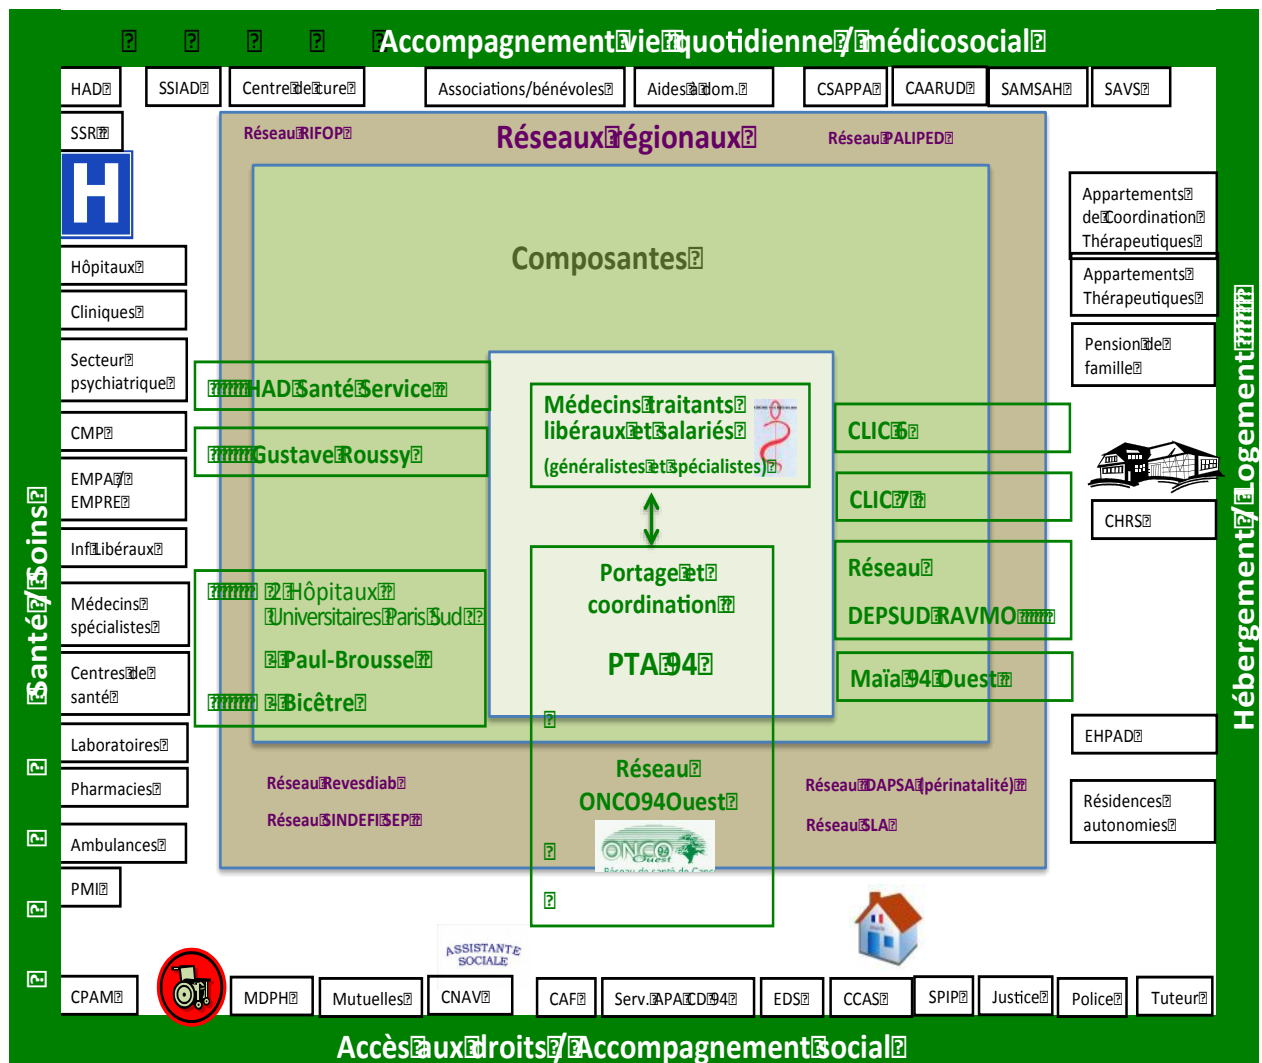 Accompagnement vie quotidienne / médicosocial
HAD
SSIAD
Centre de cure
Associations/bénévoles
Aides à dom.
CSAPPA
CAARUD
SAMSAH
SAVS
SSR
Réseau RIFOP
Réseaux régionaux
Réseau PALIPED
H
Composantes
Hôpitaux
Cliniques
Secteur
psychiatrique
CMP
EMPA /
EMPRE
Inf Libéraux
Médecins
spécialistes
Centres de
santé
Laboratoires
Pharmacies
Ambulances
PMI
Santé / Soins
HAD Santé Service
Gustave Roussy
2 Hôpitaux
Universitaires Paris Sud
- Paul-Brousse
- Bicêtre
Médecins traitants
libéraux et salariés
(généralistes et spécialistes)
Portage et
coordination
PTA 94
Réseau
ONCO94Ouest
ONCO 94
Ouest
Réseau de santé de Canc
CLIC 6
CLIC 7
Réseau
DEPSUD RAVMO
Maïa 94 Ouest
Appartements
de Coordination
Thérapeutiques
Appartements
Thérapeutiques
Pension de
famille
CHRS
EHPAD
Résidences
autonomies
Hébergement / Logement
Réseau Revesdiab
Réseau SINDEFI SEP
Réseau DAPSA (périnatalité)
Réseau SLA
ASSISTANTE
SOCIALE
CPAM
MDPH
Mutuelles
CNAV
CAF
Serv. APA CD 94
EDS
CCAS
SPIP
Justice
Police
Tuteur
Accès aux droits / Accompagnement social